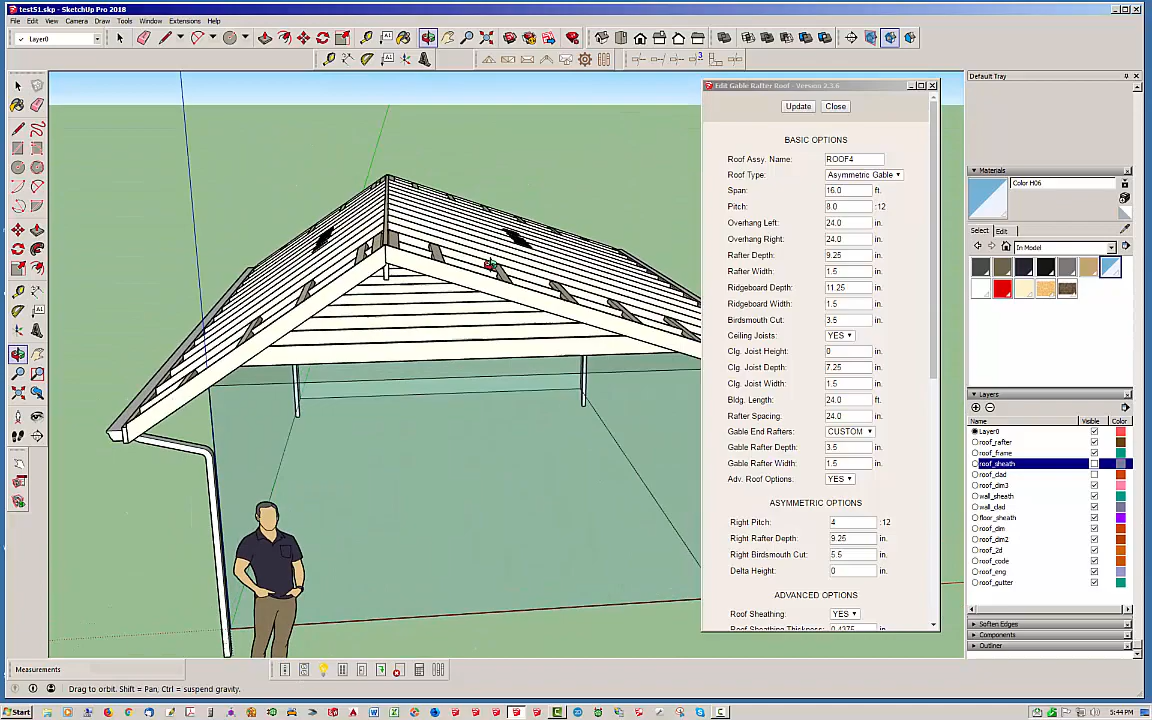 test51.skp - SketchUp Pro 2018
File Edit View Camera Draw Tools Window Extensions Help
Layer0
Default Tray
Edit Gable Rafter Roof - Version 2.3.6
Update Close
BASIC OPTIONS
Roof Assy. Name: ROOF4
Roof Type: Asymmetric Gable
Span: 16.0 ft.
Pitch: 8.0 :12
Overhang Left: 24.0 in.
Overhang Right: 24.0 in.
Rafter Depth: 9.25 in.
Rafter Width: 1.5 in.
Ridgeboard Depth: 11.25 in.
Ridgeboard Width: 1.5 in.
Birdsmouth Cut: 3.5 in.
Ceiling Joists: YES
Clg. Joist Height: 0 in.
Clg. Joist Depth: 7.25 in.
Clg. Joist Width: 1.5 in.
Bldg. Length: 24.0 ft.
Rafter Spacing: 24.0 in.
Gable End Rafters: CUSTOM
Gable Rafter Depth: 3.5 in.
Gable Rafter Width: 1.5 in.
Adv. Roof Options: YES
ASYMMETRIC OPTIONS
Right Pitch: 4 :12
Right Rafter Depth: 9.25 in.
Right Birdsmouth Cut: 5.5 in.
Delta Height: 0 in.
ADVANCED OPTIONS
Roof Sheathing: YES
Roof Sheathing Thickness: 0.4375 in.
Materials
Color H06
Select Edit
In Model
Layers
Name Visible Color
Layer0
roof_rafter
roof_frame
roof_sheath
roof_clad
roof_dim3
wall_sheath
wall_clad
floor_sheath
roof_dim
roof_dim2
roof_2d
roof_code
roof_eng
roof_gutter
Soften Edges
Components
Outliner
Measurements
Drag to orbit. Shift = Pan, Ctrl = suspend gravity.
Start
5:44 PM